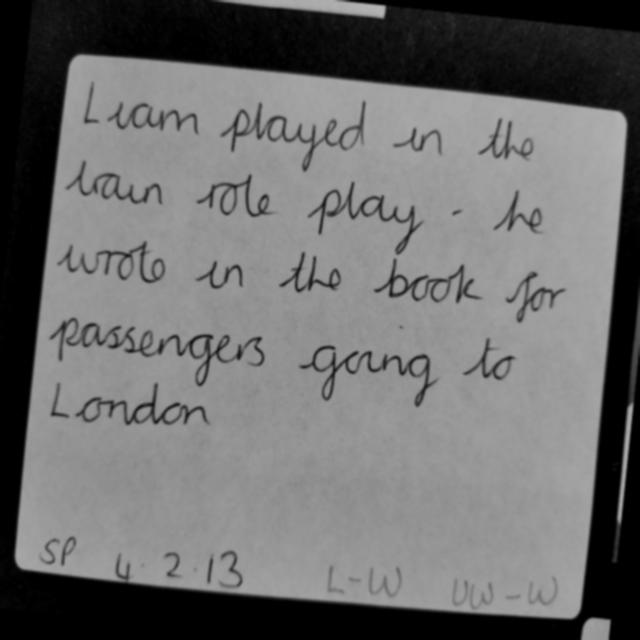 Liam played in the
train role play - he
wrote in the book for
passengers going to
London
SP 4.2.13 L-W UW-W